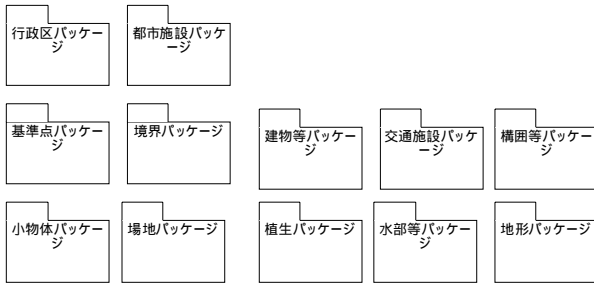 行政区パッケー
ジ
都市施設パッケ
ージ
基準点パッケー
ジ
境界パッケージ
建物等パッケー
ジ
交通施設パッケ
ージ
構囲等パッケー
ジ
小物体パッケー
ジ
場地パッケージ
植生パッケージ
水部等パッケー
ジ
地形パッケージ